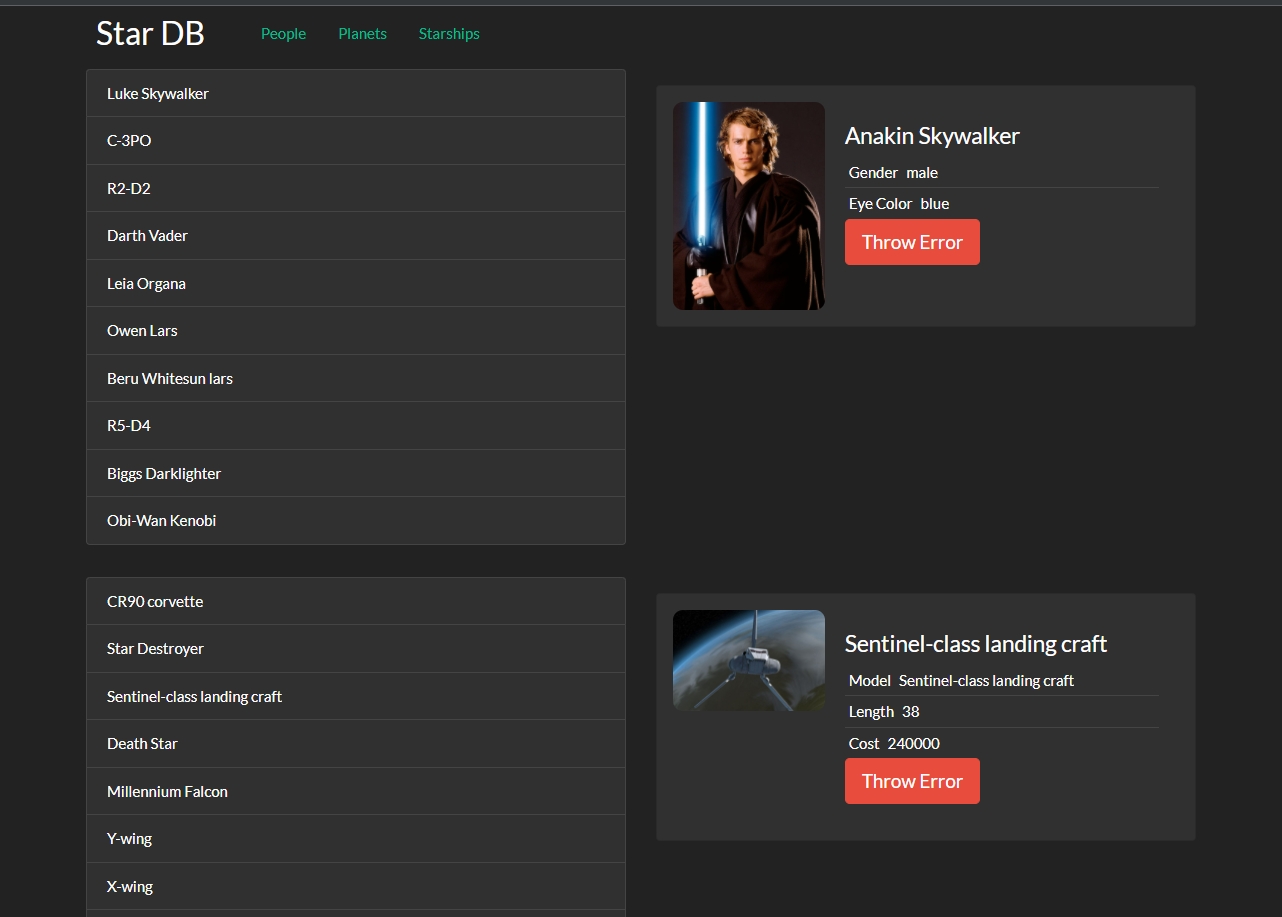 Star DB People Planets Starships
Luke Skywalker
C-3PO
R2-D2
Darth Vader
Leia Organa
Owen Lars
Beru Whitesun lars
R5-D4
Biggs Darklighter
Obi-Wan Kenobi
Anakin Skywalker
Gender male
Eye Color blue
Throw Error
CR90 corvette
Star Destroyer
Sentinel-class landing craft
Death Star
Millennium Falcon
Y-wing
X-wing
Sentinel-class landing craft
Model Sentinel-class landing craft
Length 38
Cost 240000
Throw Error